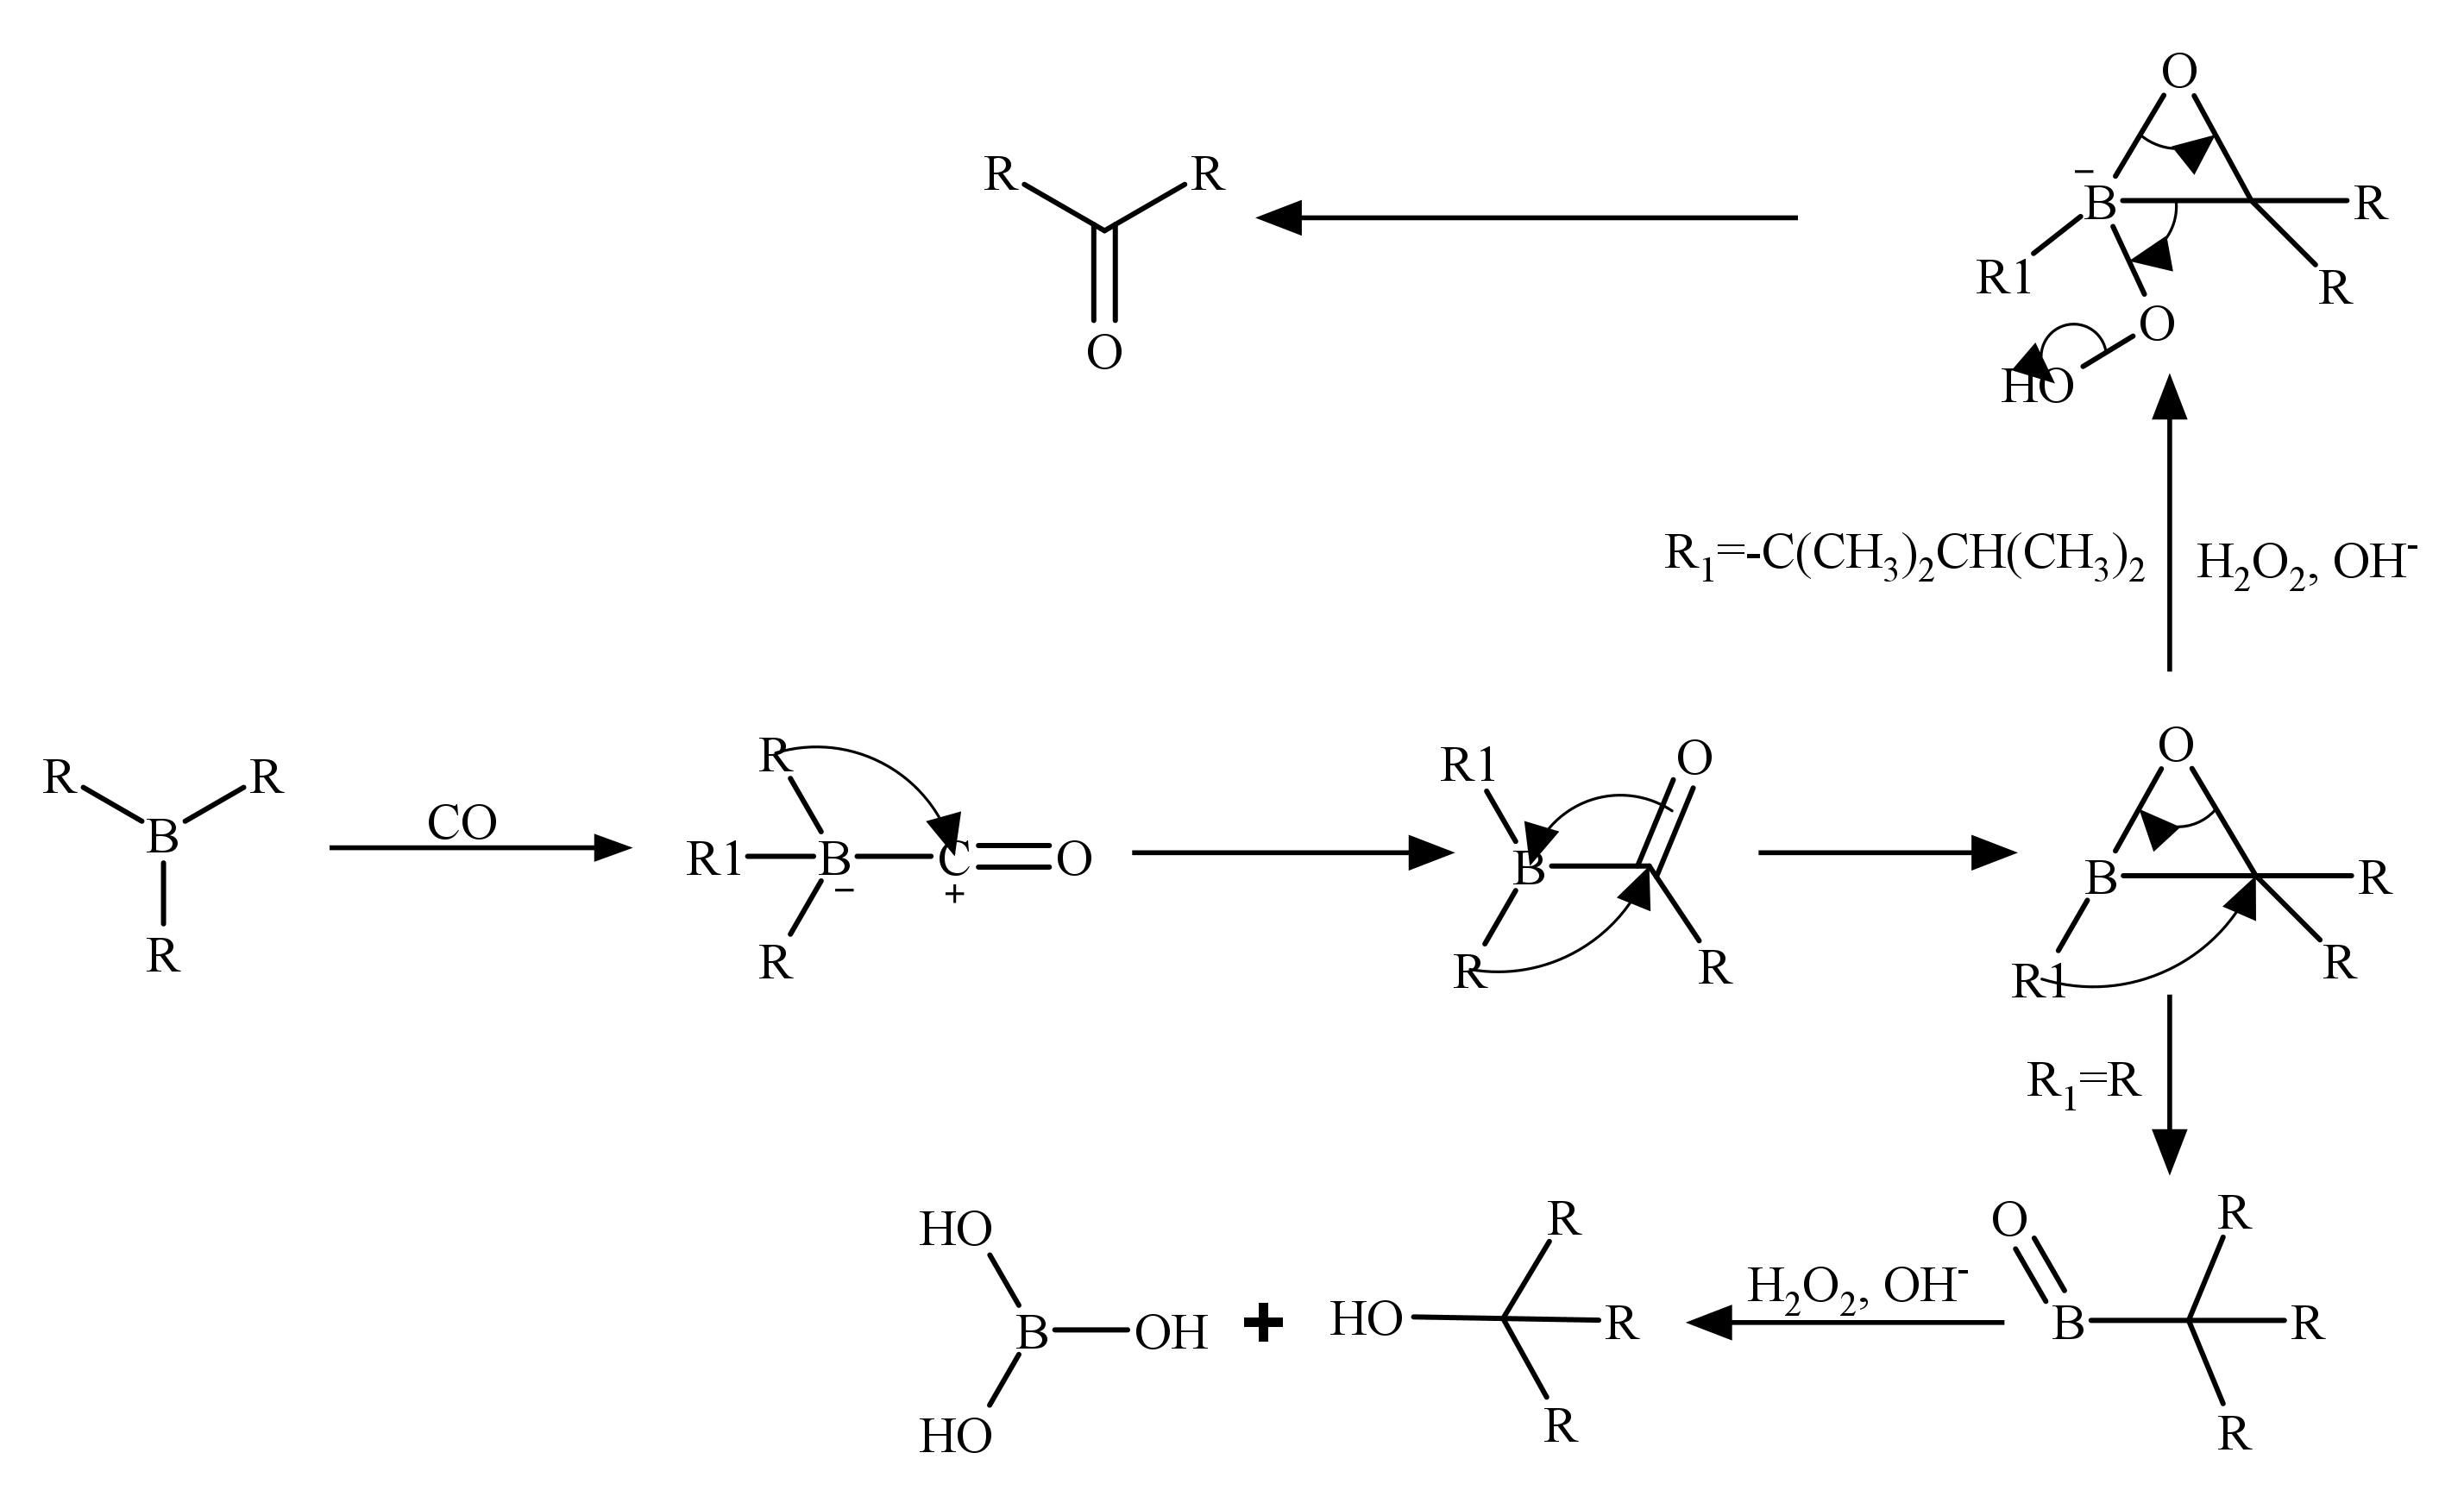 O
R R
O
B
R
R1
R
O
HO
R₁=-C(CH₃)₂CH(CH₃)₂
H₂O₂, OH⁻
R R
B
R
CO
R
R1 B C O
− +
R
R1
O
B
R R
O
B R
R1 R
R₁=R
HO
B OH
HO
+
R
HO R
R
H₂O₂, OH⁻
O R
B R
R